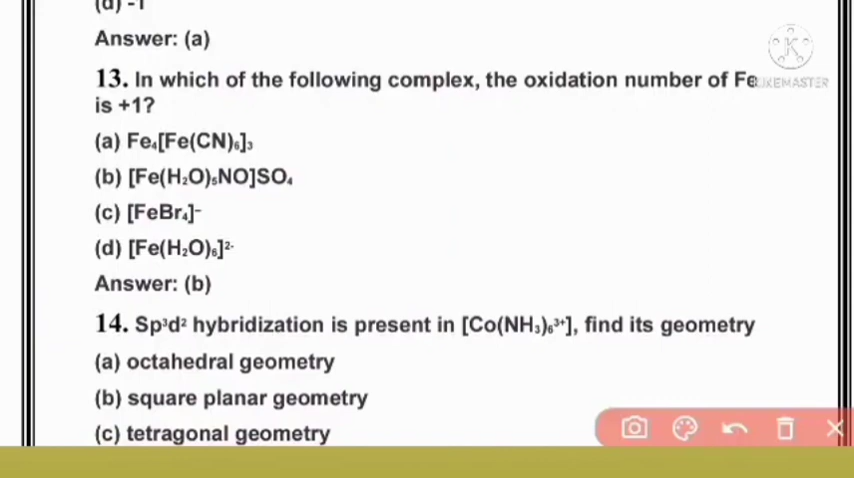 (d) -1
Answer: (a)
13. In which of the following complex, the oxidation number of Fe
is +1?
(a) Fe₄[Fe(CN)₆]₃
(b) [Fe(H₂O)₅NO]SO₄
(c) [FeBr₄]⁻
(d) [Fe(H₂O)₆]²⁻
Answer: (b)
14. Sp³d² hybridization is present in [Co(NH₃)₆³⁺], find its geometry
(a) octahedral geometry
(b) square planar geometry
(c) tetragonal geometry
K
KINEMASTER